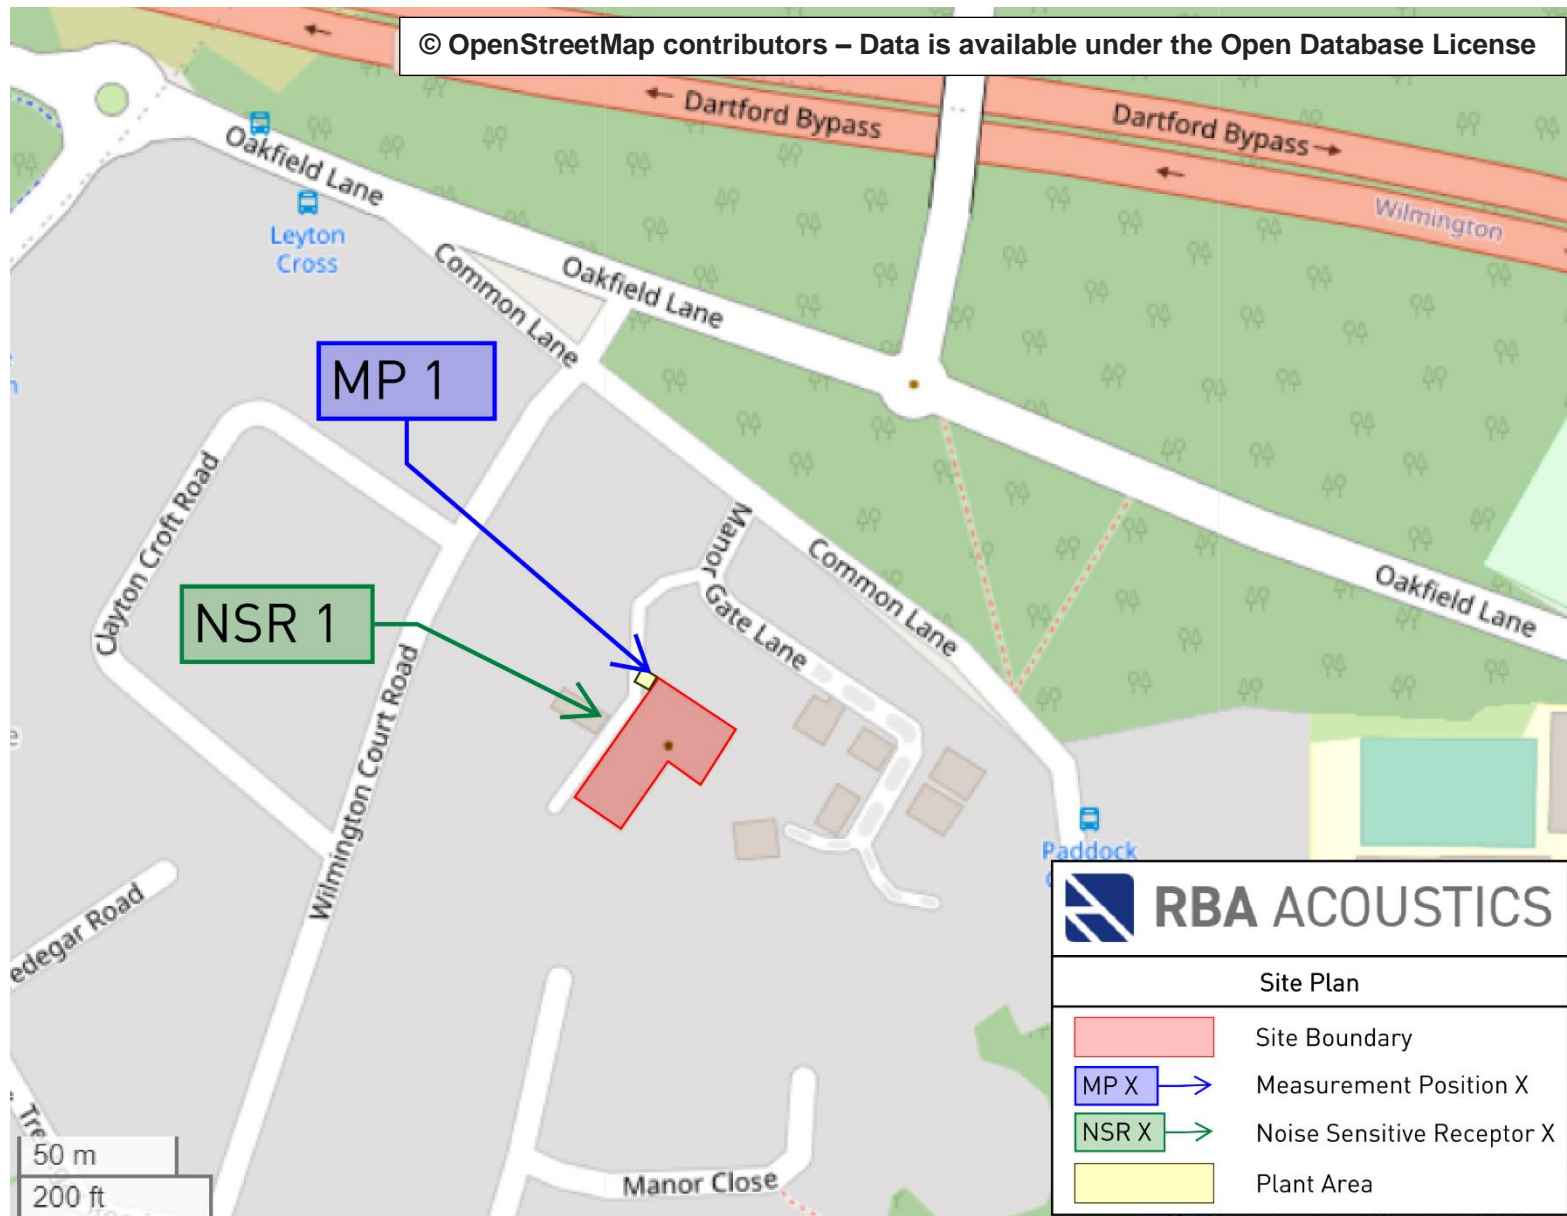 © OpenStreetMap contributors – Data is available under the Open Database License
← Dartford Bypass
Dartford Bypass →
Wilmington
Oakfield Lane
Leyton
Cross
Common Lane
Oakfield Lane
MP 1
Clayton Croft Road
Manor Gate Lane
Common Lane
Oakfield Lane
NSR 1
Wilmington Court Road
Paddock
edegar Road
Manor Close
Tre
50 m
200 ft
RBA ACOUSTICS
Site Plan
Site Boundary
MP X
Measurement Position X
NSR X
Noise Sensitive Receptor X
Plant Area